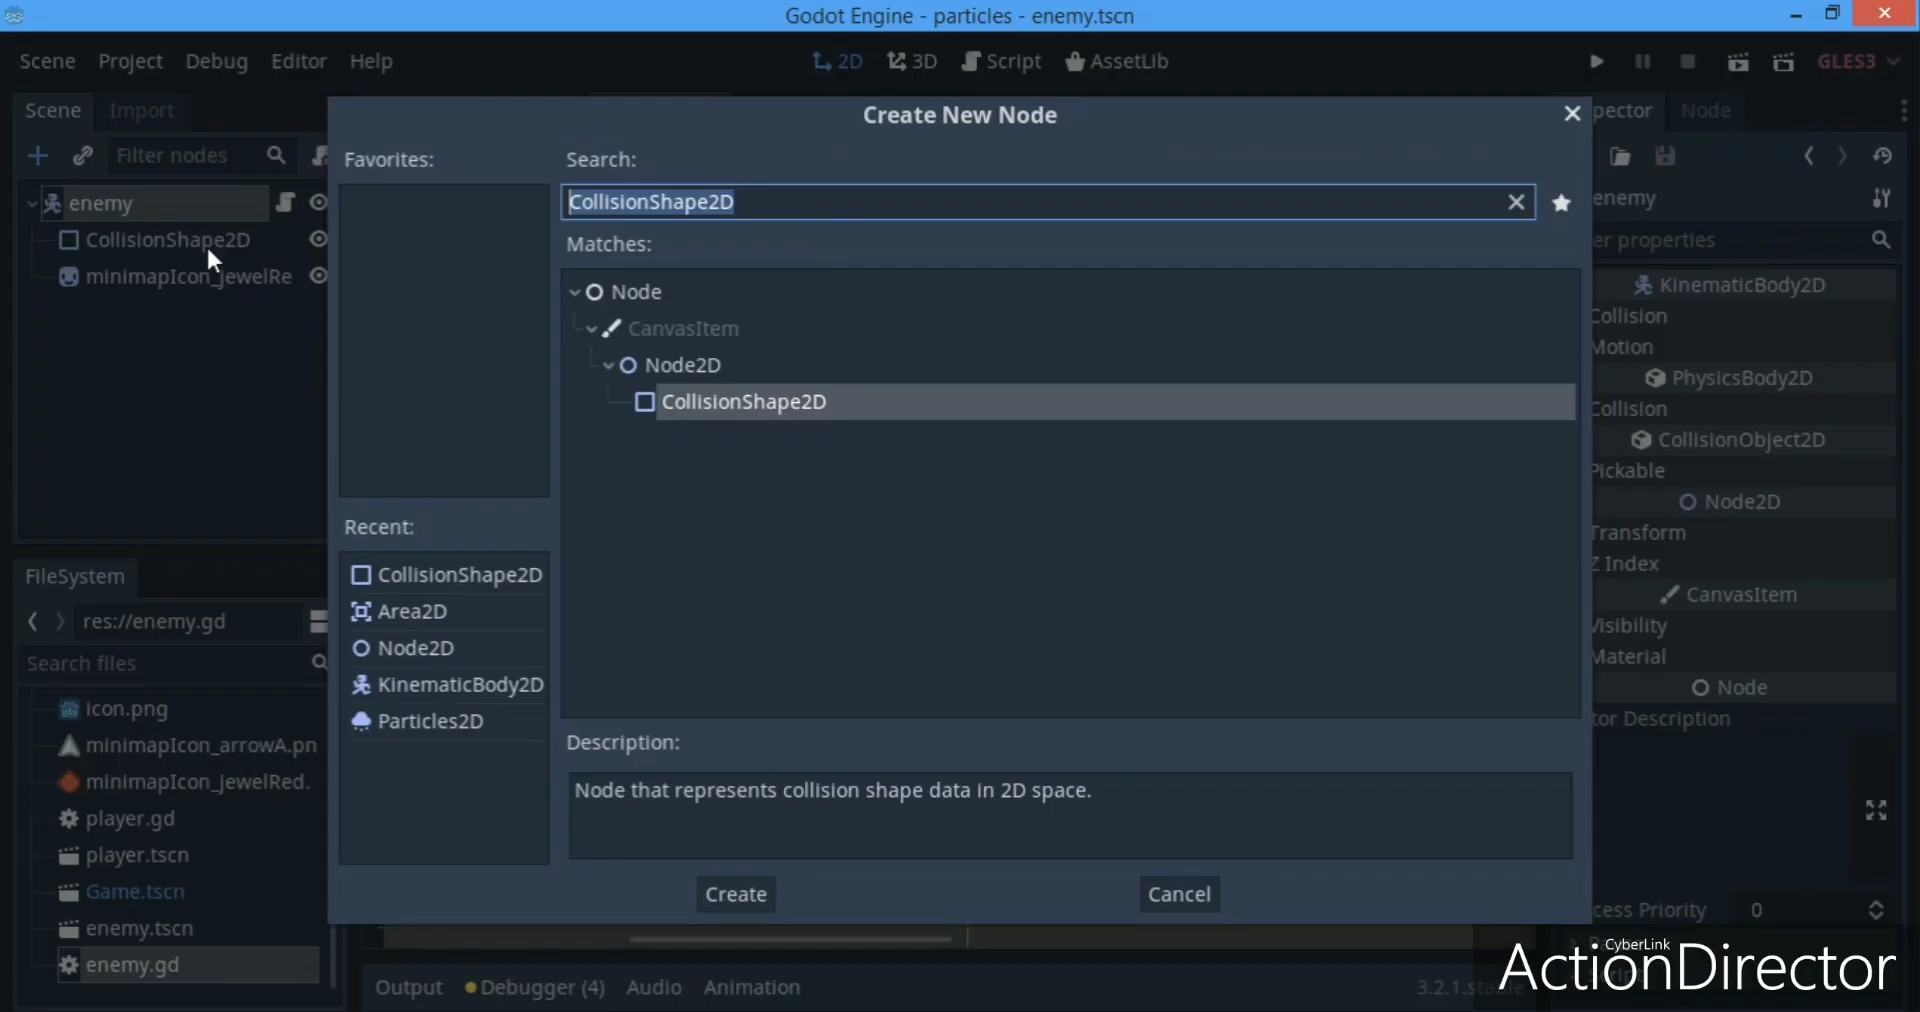 Godot Engine - particles - enemy.tscn
Scene Project Debug Editor Help
2D 3D Script AssetLib
GLES3
Scene Import
Create New Node
pector Node
Favorites:
Search:
Filter nodes
CollisionShape2D
enemy
CollisionShape2D
minimapIcon_jewelRe
Matches:
Node
CanvasItem
Node2D
CollisionShape2D
enemy
er properties
KinematicBody2D
Collision
Motion
PhysicsBody2D
Collision
CollisionObject2D
Pickable
Node2D
Transform
Z Index
CanvasItem
Visibility
Material
Node
tor Description
Recent:
CollisionShape2D
Area2D
Node2D
KinematicBody2D
Particles2D
FileSystem
res://enemy.gd
Search files
icon.png
minimapIcon_arrowA.pn
minimapIcon_jewelRed.
player.gd
player.tscn
Game.tscn
enemy.tscn
enemy.gd
Description:
Node that represents collision shape data in 2D space.
Create Cancel
cess Priority 0
Output Debugger (4) Audio Animation
3.2.1.stable
CyberLink
ActionDirector